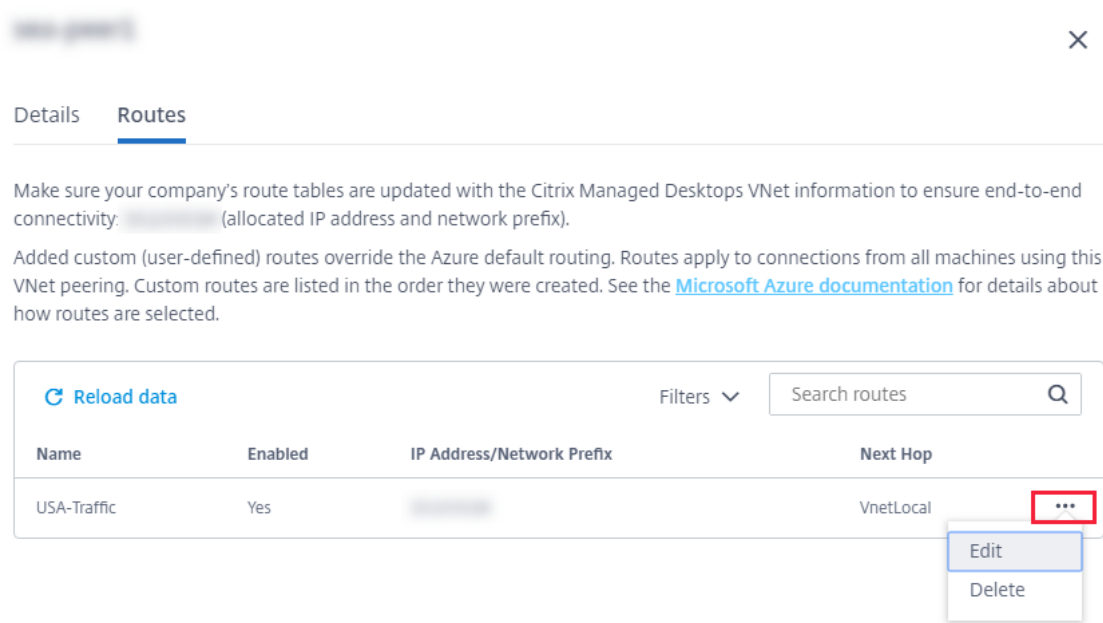 Details Routes
Make sure your company's route tables are updated with the Citrix Managed Desktops VNet information to ensure end-to-end
connectivity: (allocated IP address and network prefix).
Added custom (user-defined) routes override the Azure default routing. Routes apply to connections from all machines using this
VNet peering. Custom routes are listed in the order they were created. See the Microsoft Azure documentation for details about
how routes are selected.
Reload data Filters Search routes
Name Enabled IP Address/Network Prefix Next Hop
USA-Traffic Yes VnetLocal •••
Edit
Delete